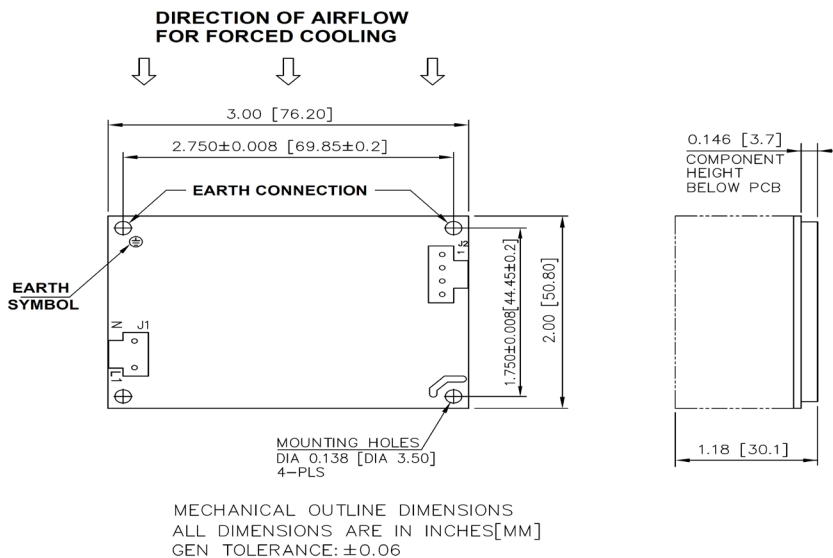 DIRECTION OF AIRFLOW
FOR FORCED COOLING
3.00 [76.20]
2.750±0.008 [69.85±0.2]
EARTH CONNECTION
0.146 [3.7]
COMPONENT
HEIGHT
BELOW PCB
J2
1
EARTH
SYMBOL
N
J1
L1
1.750±0.008[44.45±0.2]
2.00 [50.80]
MOUNTING HOLES
DIA 0.138 [DIA 3.50]
4-PLS
1.18 [30.1]
MECHANICAL OUTLINE DIMENSIONS
ALL DIMENSIONS ARE IN INCHES[MM]
GEN TOLERANCE: ±0.06